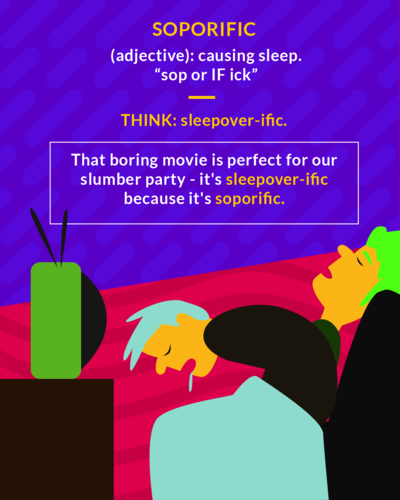 SOPORIFIC
(adjective): causing sleep.
“sop or IF ick”
THINK: sleepover-ific.
That boring movie is perfect for our
slumber party - it's sleepover-ific
because it's soporific.